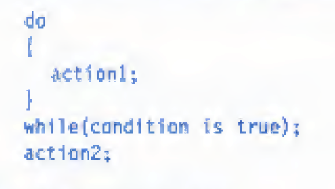 do
{
action1;
}
while(condition is true);
action2;